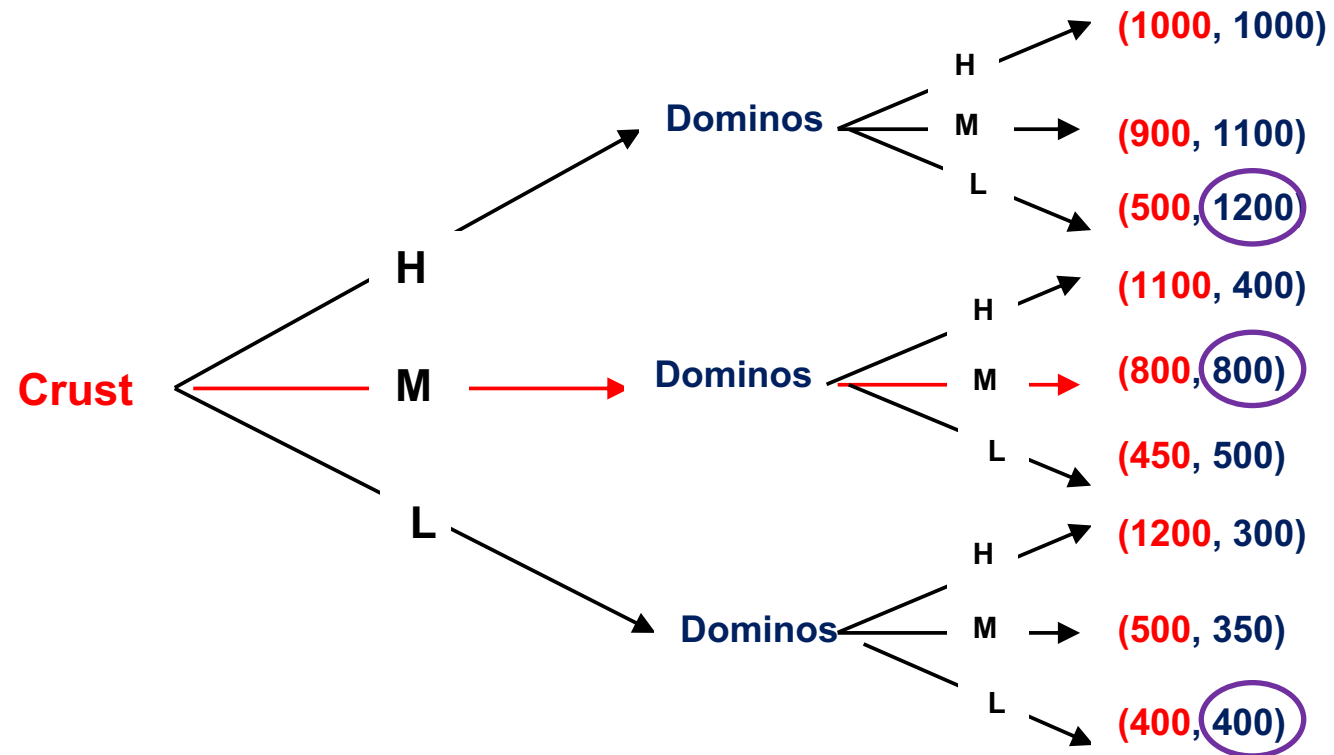 (1000, 1000)
H
Dominos
M
(900, 1100)
L
(500, 1200)
H
(1100, 400)
H
Crust
M
Dominos
M
(800, 800)
L
(450, 500)
L
(1200, 300)
H
Dominos
M
(500, 350)
L
(400, 400)